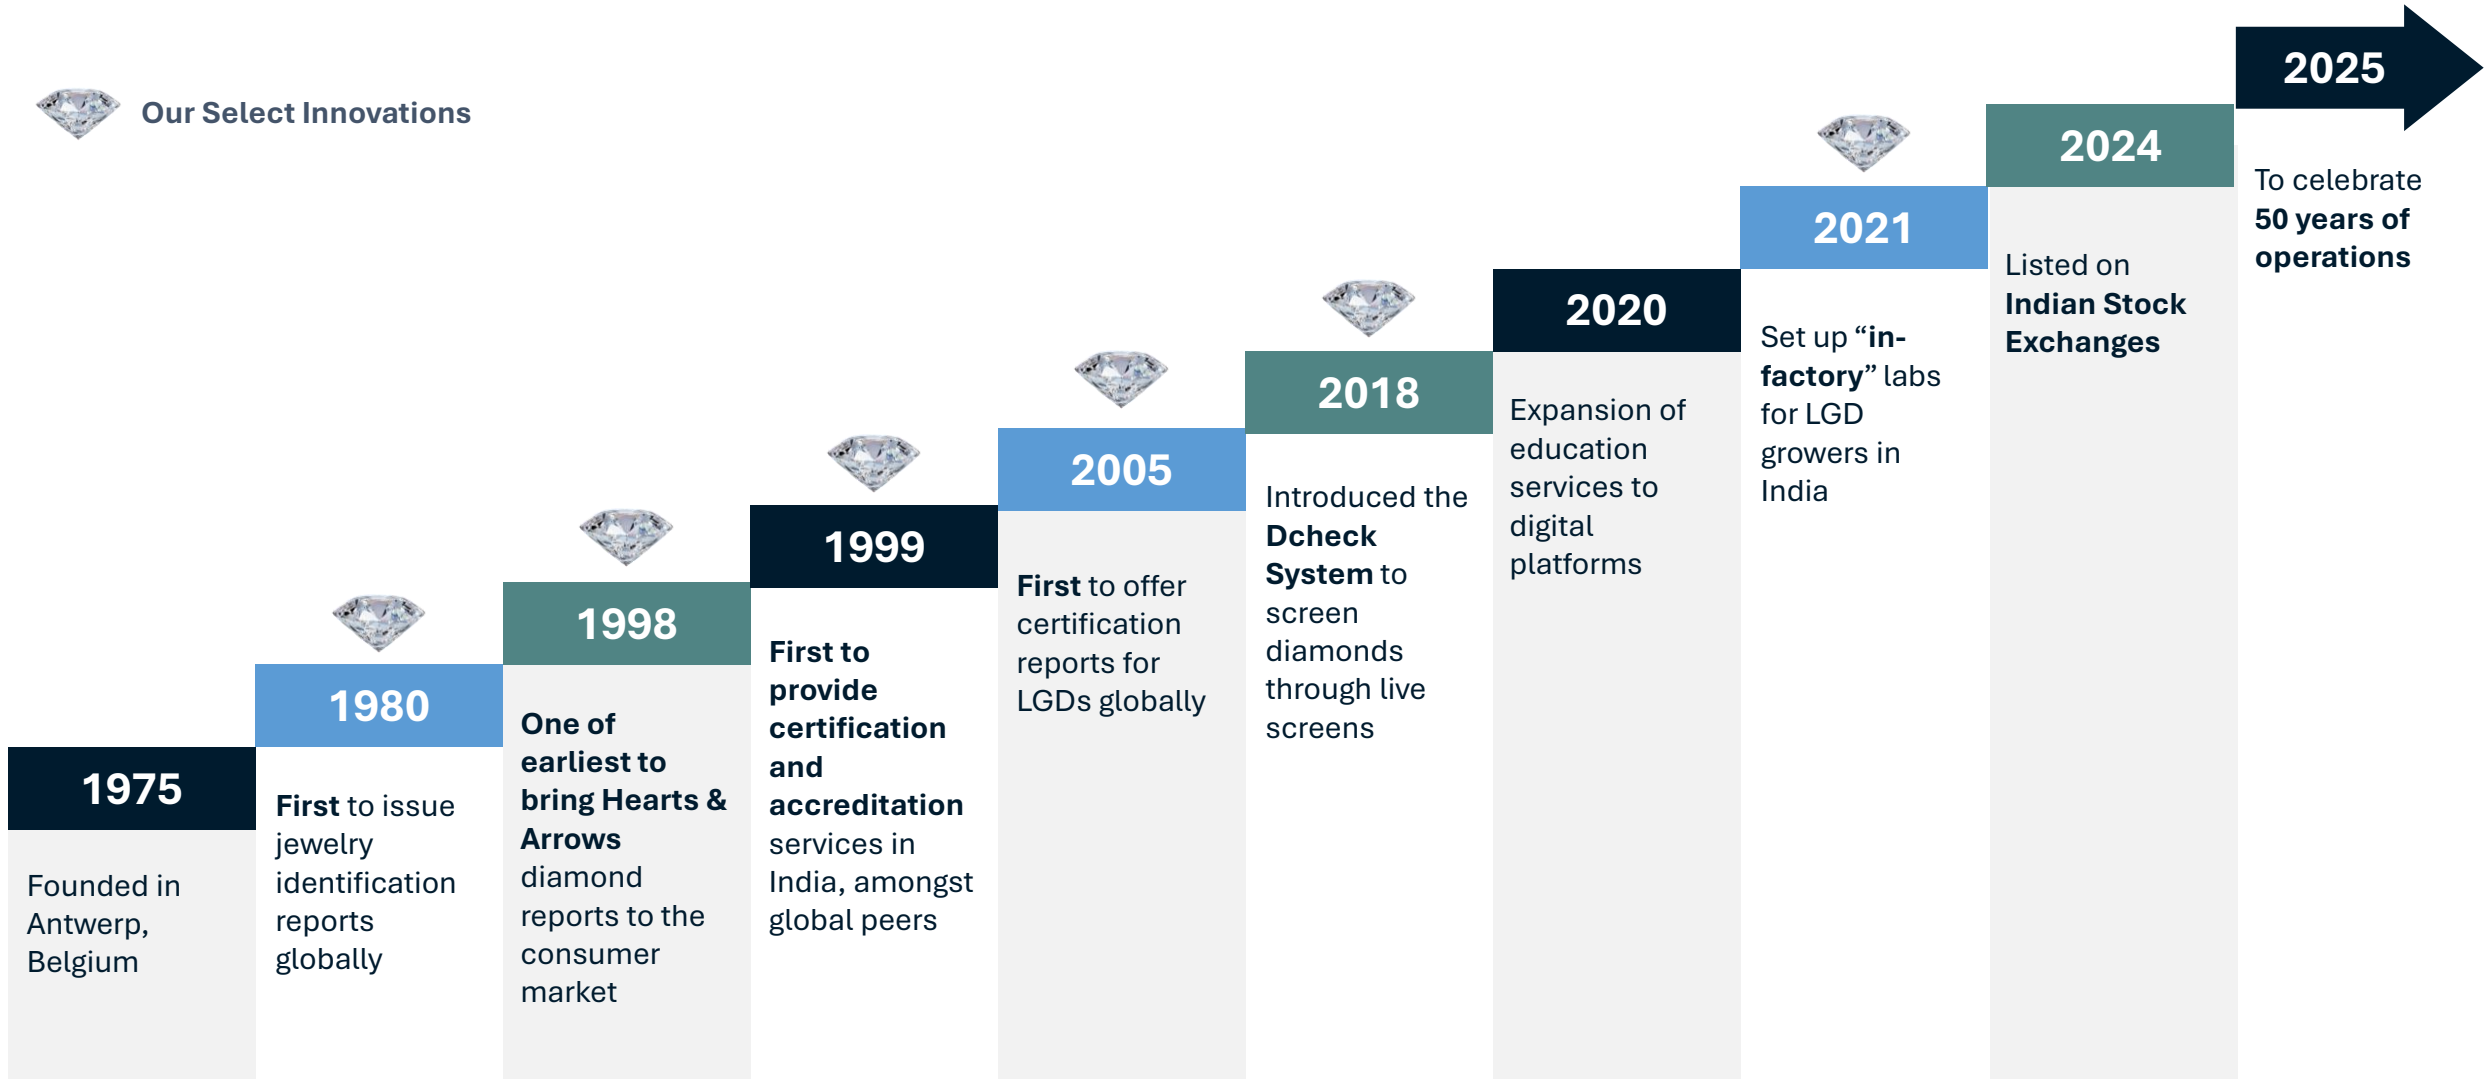 Our Select Innovations
1975
Founded in
Antwerp,
Belgium
1980
First to issue
jewelry
identification
reports
globally
1998
One of
earliest to
bring Hearts &
Arrows
diamond
reports to the
consumer
market
1999
First to
provide
certification
and
accreditation
services in
India, amongst
global peers
2005
First to offer
certification
reports for
LGDs globally
2018
Introduced the
Dcheck
System to
screen
diamonds
through live
screens
2020
Expansion of
education
services to
digital
platforms
2021
Set up “in-
factory” labs
for LGD
growers in
India
2024
Listed on
Indian Stock
Exchanges
2025
To celebrate
50 years of
operations